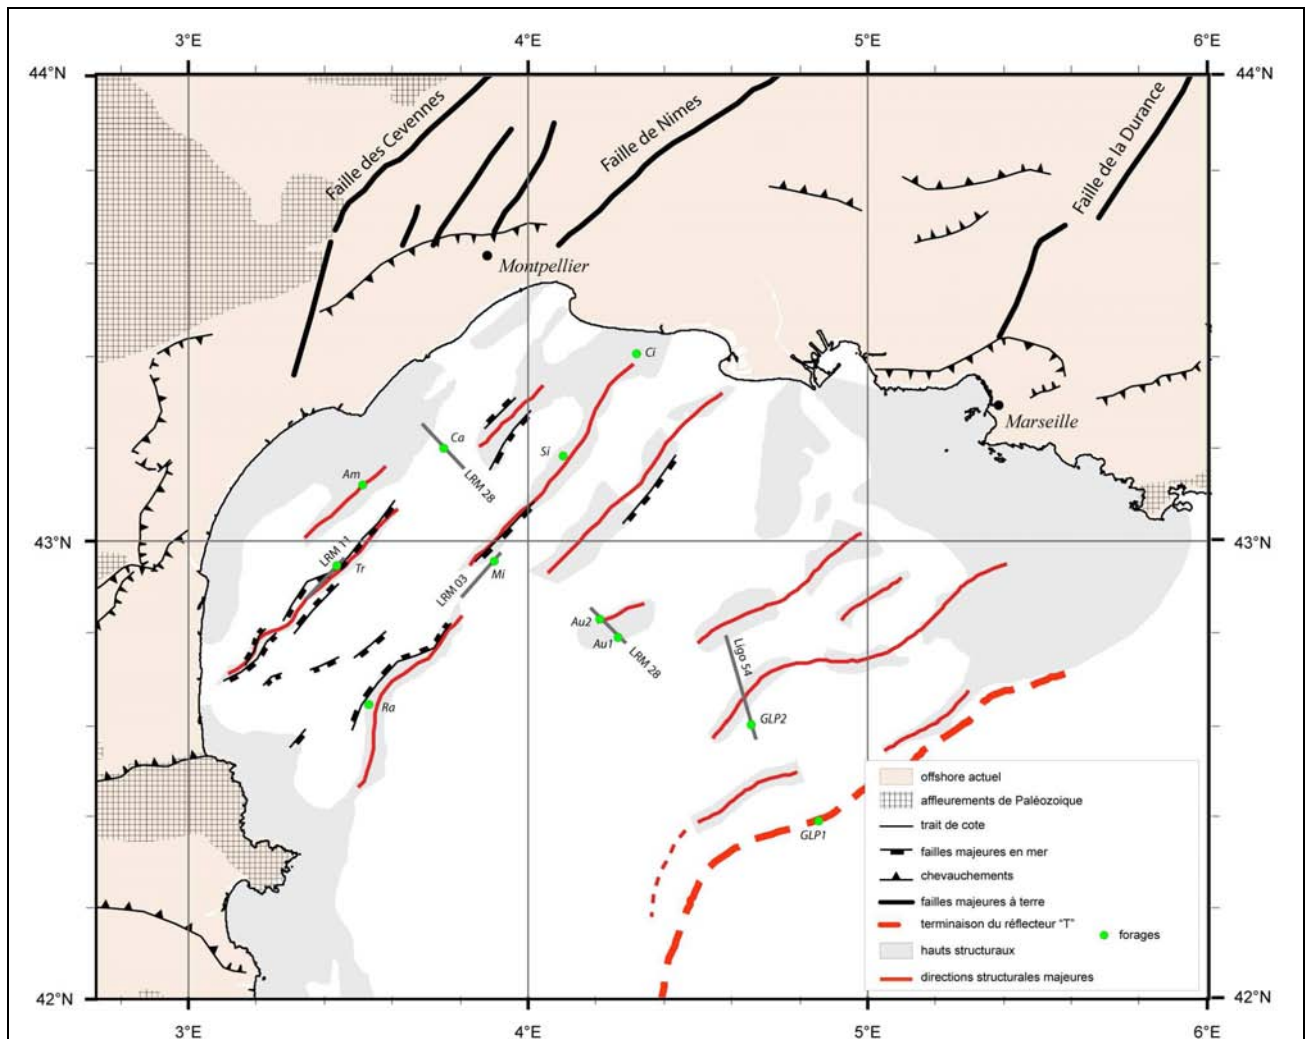 3°E 4°E 5°E 6°E
44°N 44°N
Faille des Cevennes
Faille de Nimes
Faille de la Durance
Montpellier
Ci
Marseille
Ca
Si
Am
LRM 28
43°N 43°N
LRM 11
Tr
Mi
LRM 03
Au2
Au1
LRM 28
Ligo 54
Ra
GLP2
GLP1
offshore actuel
affleurements de Paléozoique
trait de cote
failles majeures en mer
chevauchements
failles majeures à terre
terminaison du réflecteur "T"
forages
hauts structuraux
directions structurales majeures
42°N 42°N
3°E 4°E 5°E 6°E